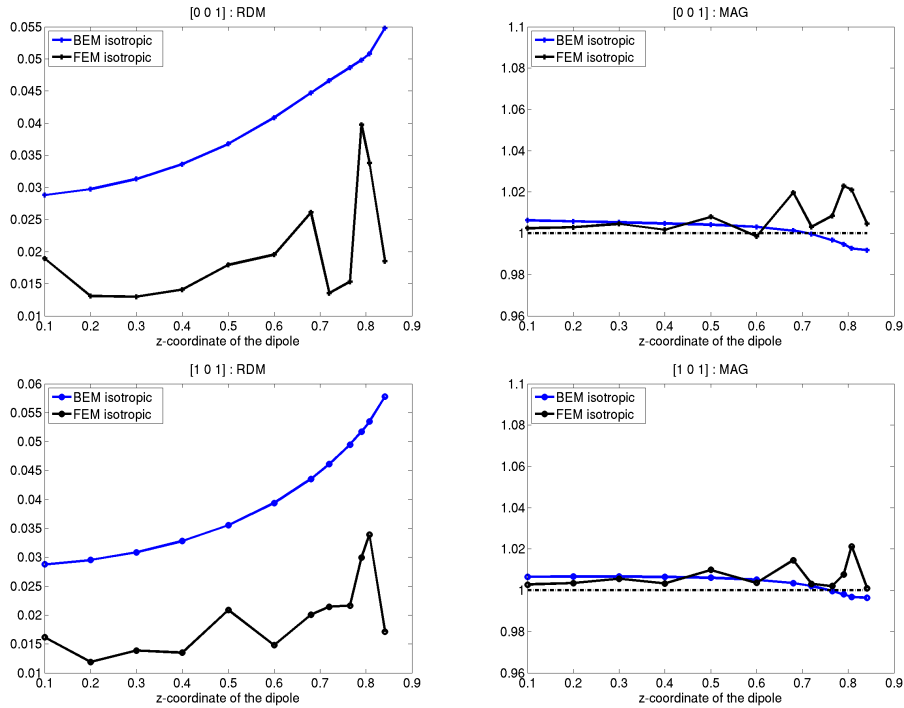 [0 0 1] : RDM
0.055
0.05
0.045
0.04
0.035
0.03
0.025
0.02
0.015
0.01
BEM isotropic
FEM isotropic
0.1 0.2 0.3 0.4 0.5 0.6 0.7 0.8 0.9
z-coordinate of the dipole
[0 0 1] : MAG
1.1
1.08
1.06
1.04
1.02
1
0.98
0.96
BEM isotropic
FEM isotropic
0.1 0.2 0.3 0.4 0.5 0.6 0.7 0.8 0.9
z-coordinate of the dipole
[1 0 1] : RDM
0.06
0.055
0.05
0.045
0.04
0.035
0.03
0.025
0.02
0.015
0.01
BEM isotropic
FEM isotropic
0.1 0.2 0.3 0.4 0.5 0.6 0.7 0.8 0.9
z-coordinate of the dipole
[1 0 1] : MAG
1.1
1.08
1.06
1.04
1.02
1
0.98
0.96
BEM isotropic
FEM isotropic
0.1 0.2 0.3 0.4 0.5 0.6 0.7 0.8 0.9
z-coordinate of the dipole